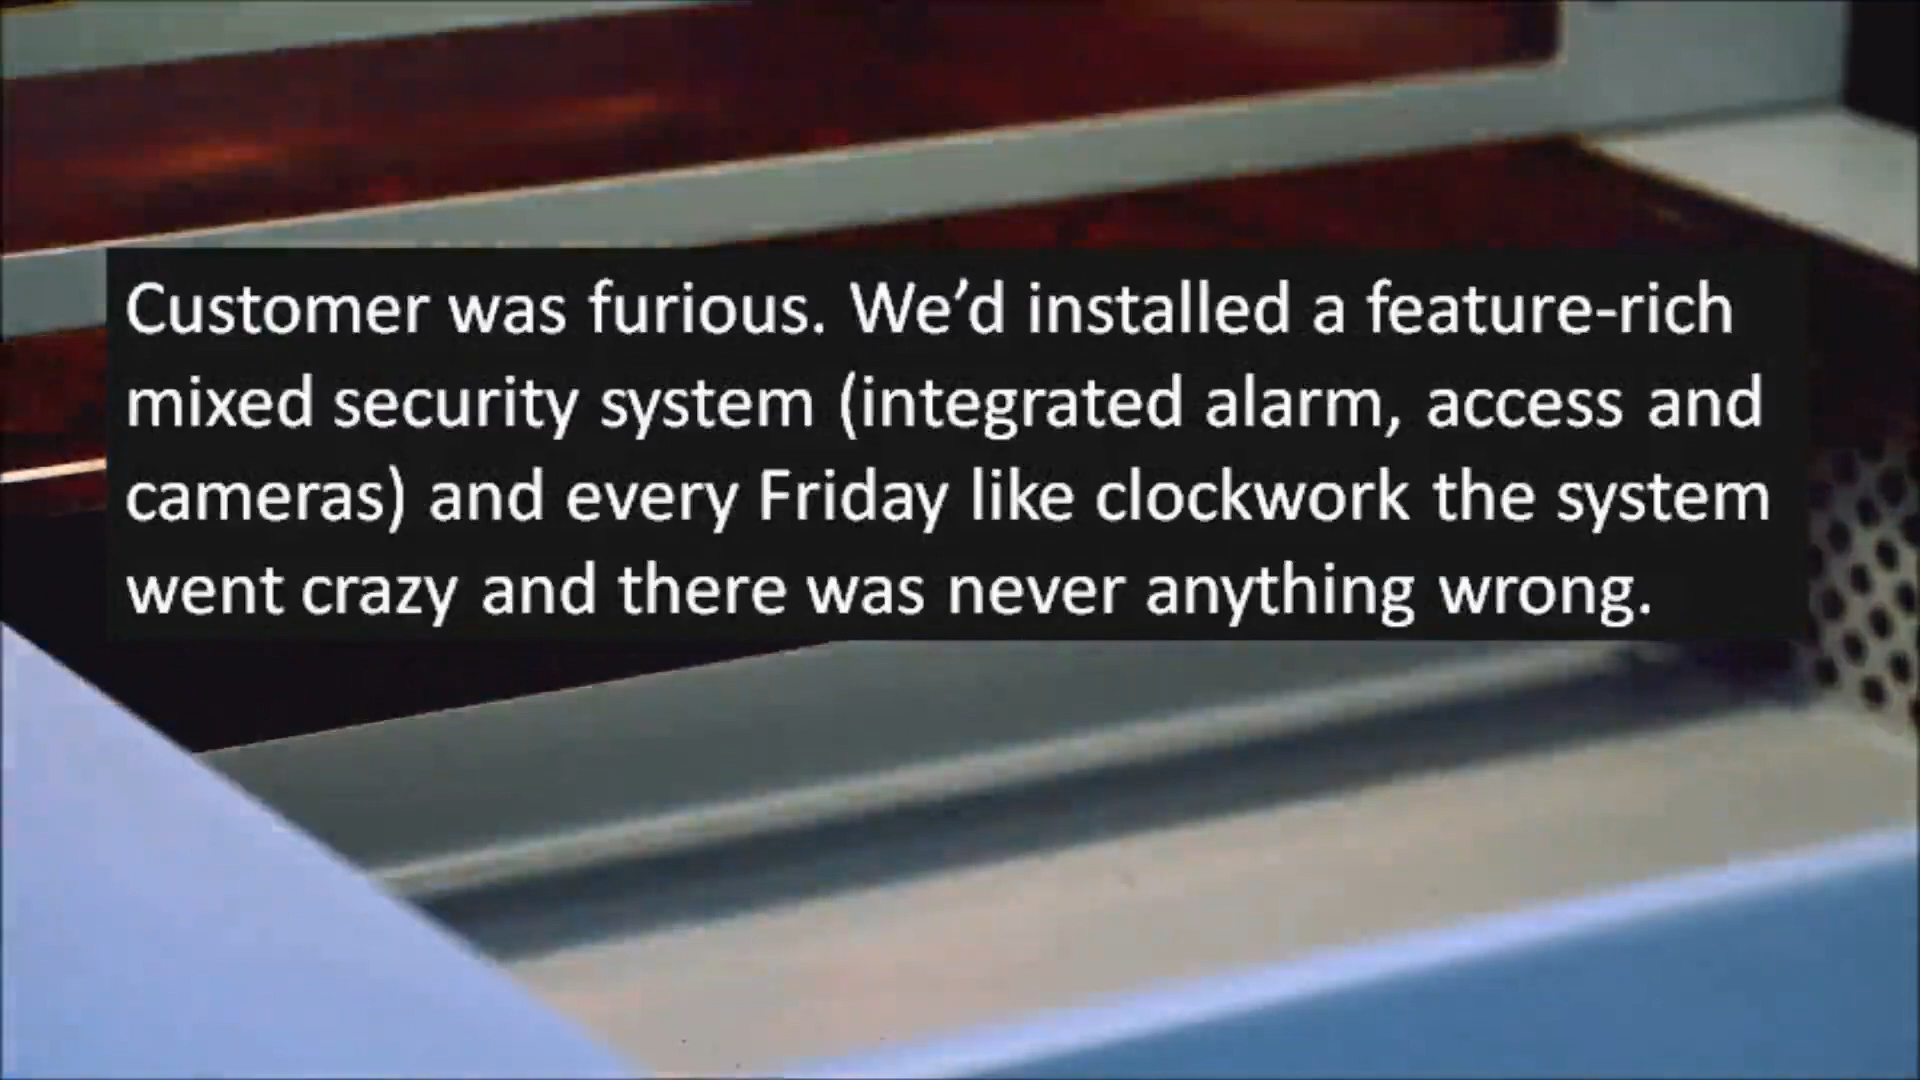 Customer was furious. We’d installed a feature-rich
mixed security system (integrated alarm, access and
cameras) and every Friday like clockwork the system
went crazy and there was never anything wrong.